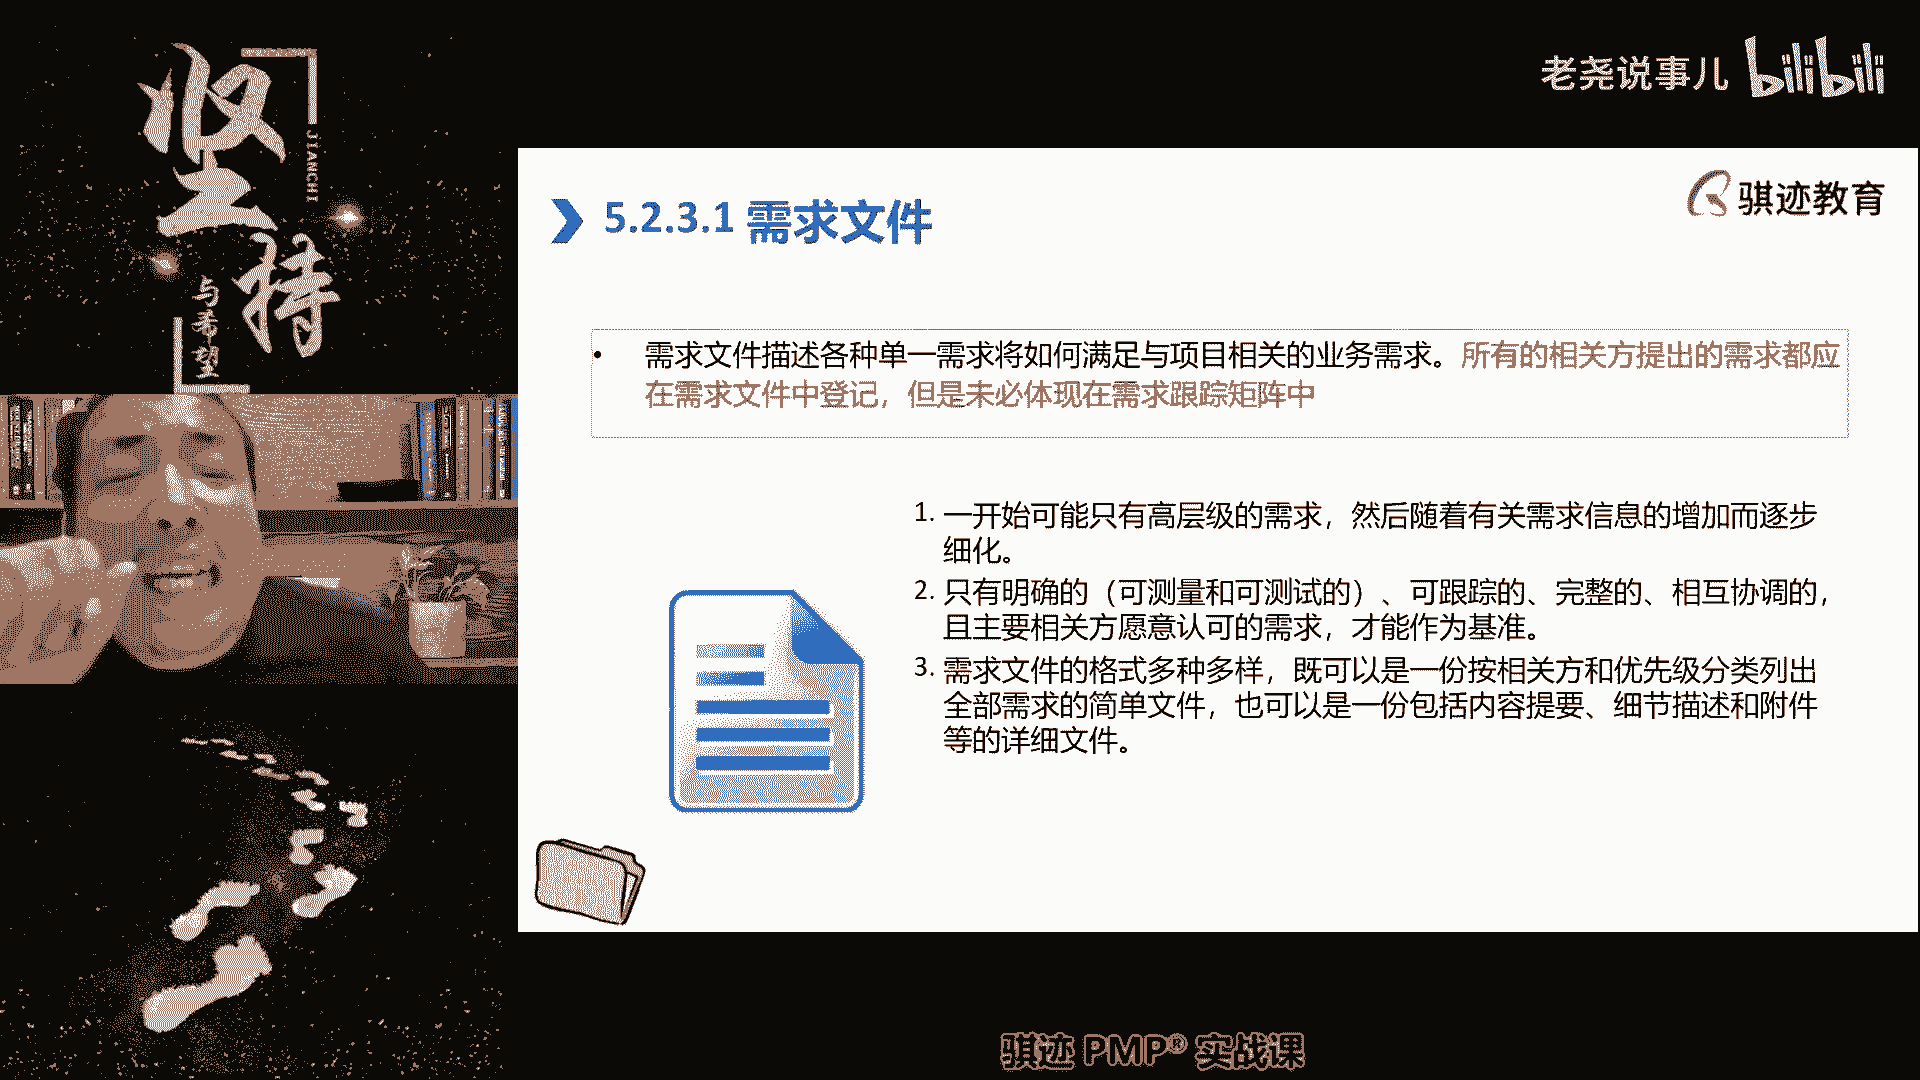 坚持
JIANCHI
与希望
老尧说事儿 bilibili
骐迹教育
5.2.3.1 需求文件
• 需求文件描述各种单一需求将如何满足与项目相关的业务需求。所有的相关方提出的需求都应
在需求文件中登记，但是未必体现在需求跟踪矩阵中
1. 一开始可能只有高层级的需求，然后随着有关需求信息的增加而逐步
细化。
2. 只有明确的（可测量和可测试的）、可跟踪的、完整的、相互协调的，
且主要相关方愿意认可的需求，才能作为基准。
3. 需求文件的格式多种多样，既可以是一份按相关方和优先级分类列出
全部需求的简单文件，也可以是一份包括内容提要、细节描述和附件
等的详细文件。
骐迹 PMP® 实战课